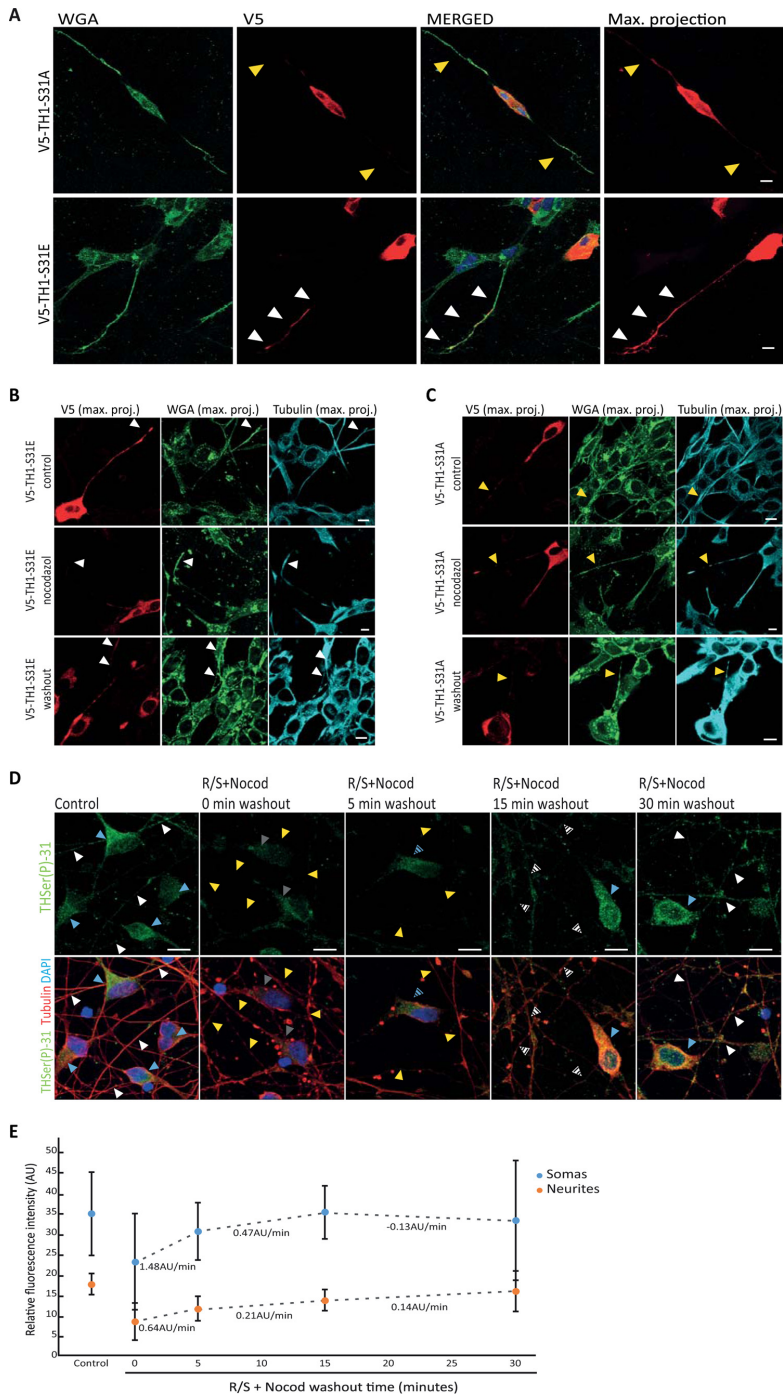 A
WGA V5 MERGED Max. projection
V5-TH1-S31A
V5-TH1-S31E
B
V5 (max. proj.) WGA (max. proj.) Tubulin (max. proj.)
V5-TH1-S31E
control
V5-TH1-S31E
nocodazol
V5-TH1-S31E
washout
C
V5 (max. proj.) WGA (max. proj.) Tubulin (max. proj.)
V5-TH1-S31A
control
V5-TH1-S31A
nocodazol
V5-TH1-S31A
washout
D
Control
R/S+Nocod
0 min washout
R/S+Nocod
5 min washout
R/S+Nocod
15 min washout
R/S+Nocod
30 min washout
THSer(P)-31
THSer(P)-31 Tubulin DAPI
E
Relative fluorescence intensity (AU)
50
45
40
35
30
25
20
15
10
5
0
Somas
Neurites
1.48AU/min
0.47AU/min
-0.13AU/min
0.64AU/min
0.21AU/min
0.14AU/min
Control 0 5 10 15 20 25 30
R/S + Nocod washout time (minutes)